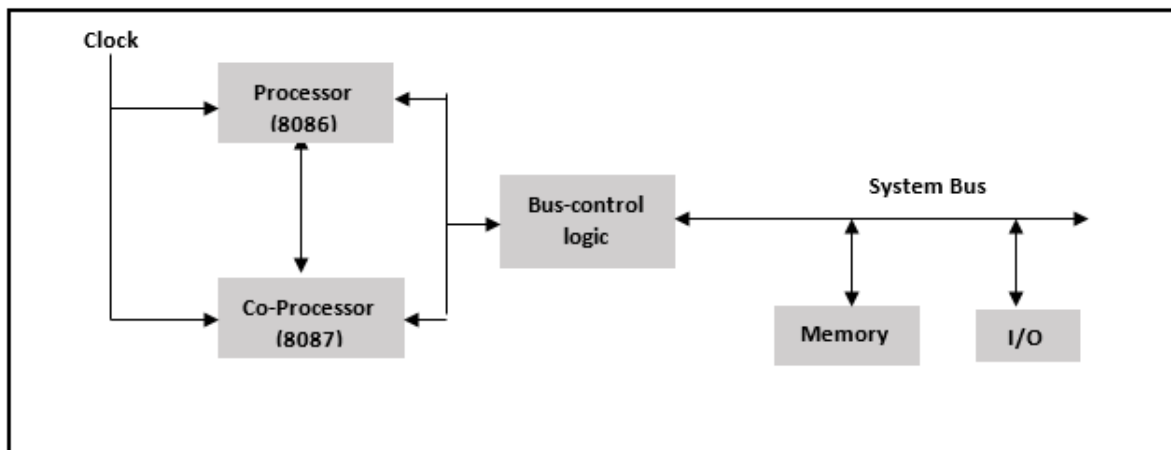 Clock
Processor
(8086)
Bus-control
logic
System Bus
Co-Processor
(8087)
Memory
I/O